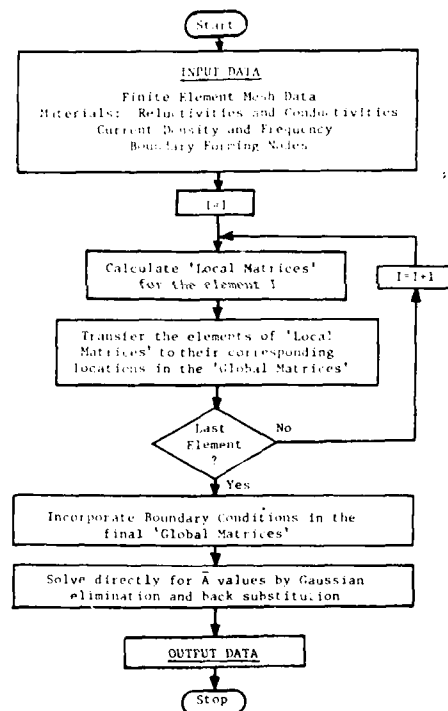 Start
INPUT DATA
Finite Element Mesh Data
Materials: Reluctivities and Conductivities
Current Density and Frequency
Boundary Forming Nodes
I=1
Calculate 'Local Matrices'
for the element I
I=I+1
Transfer the elements of 'Local
Matrices' to their corresponding
locations in the 'Global Matrices'
Last
Element
?
No
Yes
Incorporate Boundary Conditions in the
final 'Global Matrices'
Solve directly for A̅ values by Gaussian
elimination and back substitution
OUTPUT DATA
Stop